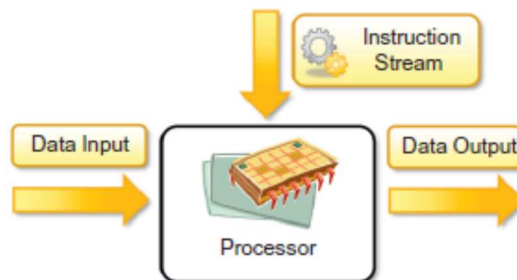 Instruction
Stream
Data Input
Data Output
Processor